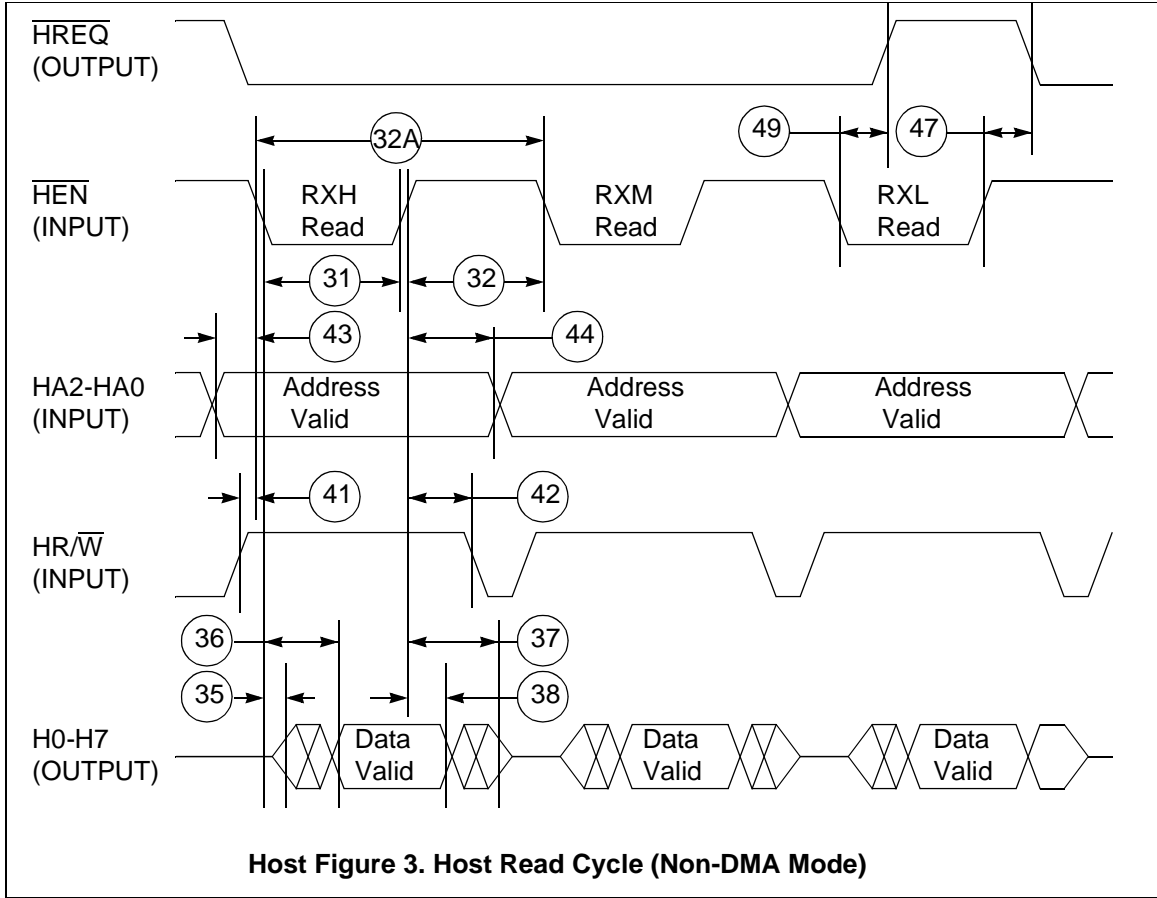 HREQ
(OUTPUT)
32A
49
47
HEN
(INPUT)
RXH
Read
RXM
Read
RXL
Read
31
32
43
44
HA2-HA0
(INPUT)
Address
Valid
Address
Valid
Address
Valid
41
42
HR/W
(INPUT)
36
37
35
38
H0-H7
(OUTPUT)
Data
Valid
Data
Valid
Data
Valid
Host Figure 3. Host Read Cycle (Non-DMA Mode)